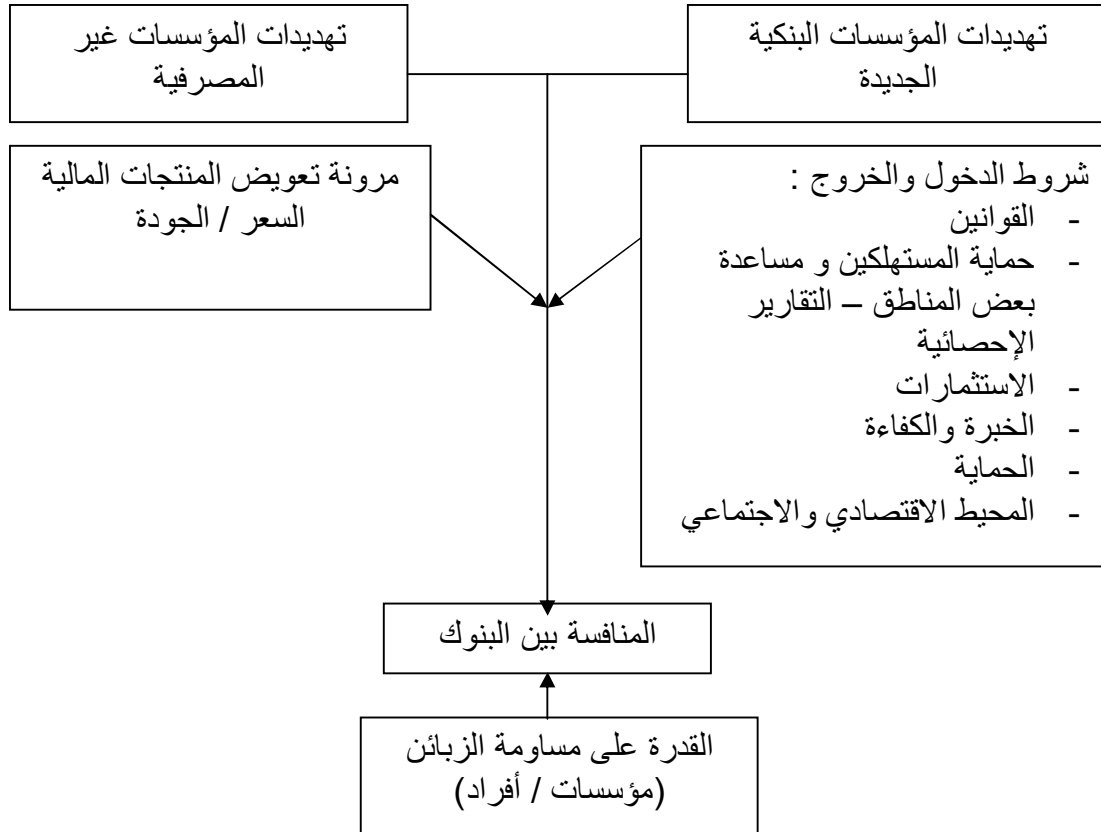 تهديدات المؤسسات البنكية
الجديدة
تهديدات المؤسسات غير
المصرفية
شروط الدخول والخروج :
- القوانين
- حماية المستهلكين و مساعدة
بعض المناطق – التقارير
الإحصائية
- الاستثمارات
- الخبرة والكفاءة
- الحماية
- المحيط الاقتصادي والاجتماعي
مرونة تعويض المنتجات المالية
السعر / الجودة
المنافسة بين البنوك
القدرة على مساومة الزبائن
(مؤسسات / أفراد)